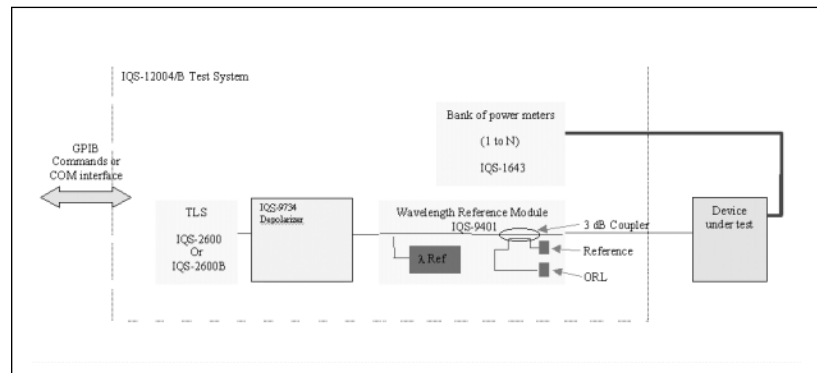 IQS-12004/B Test System
Bank of power meters
(1 to N)
IQS-1643
GPIB
Commands or
COM interface
TLS
IQS-2600
Or
IQS-2600B
IQS-9734
Depolarizer
Wavelength Reference Module
IQS-9401
λ Ref
3 dB Coupler
Reference
ORL
Device
under test